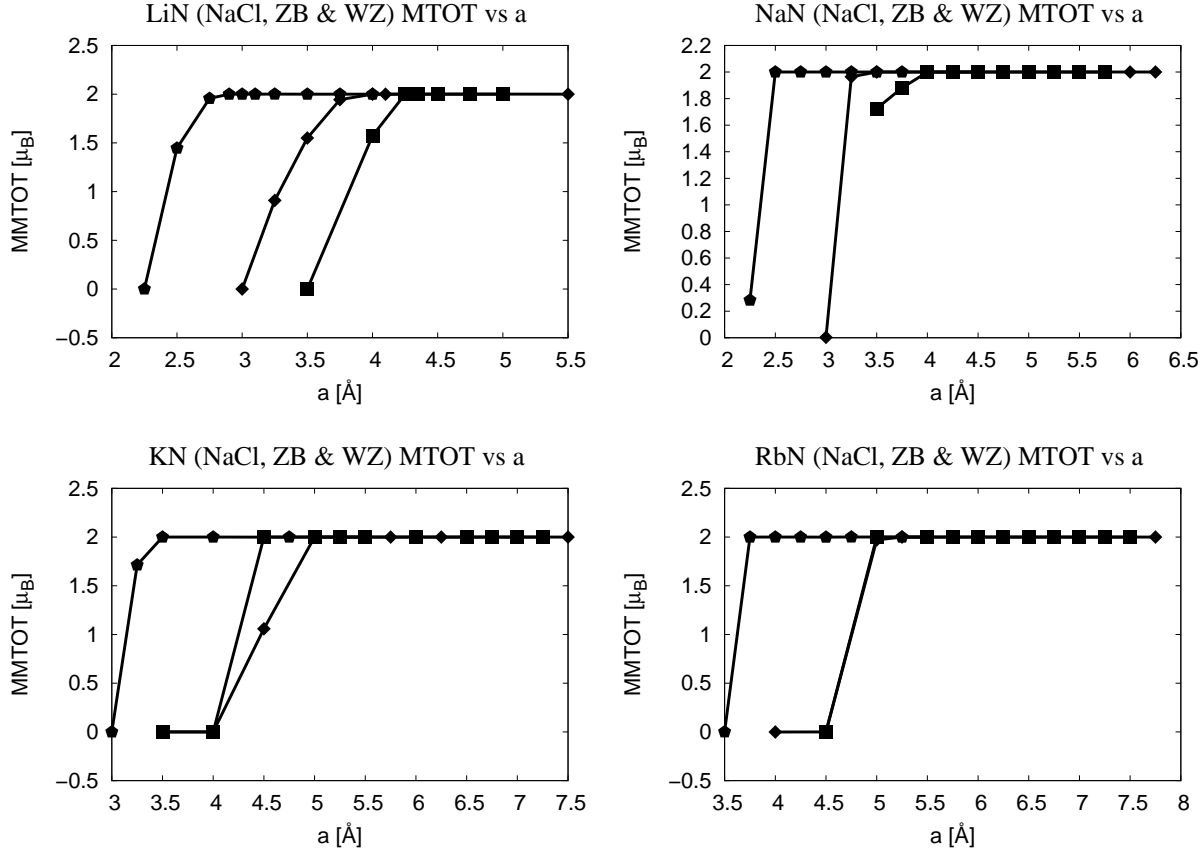 LiN (NaCl, ZB & WZ) MTOT vs a
2.5
2
1.5
1
0.5
0
−0.5
MMTOT [μB]
2 2.5 3 3.5 4 4.5 5 5.5
a [Å]
NaN (NaCl, ZB & WZ) MTOT vs a
2.2
2
1.8
1.6
1.4
1.2
1
0.8
0.6
0.4
0.2
0
MMTOT [μB]
2 2.5 3 3.5 4 4.5 5 5.5 6 6.5
a [Å]
KN (NaCl, ZB & WZ) MTOT vs a
2.5
2
1.5
1
0.5
0
−0.5
MMTOT [μB]
3 3.5 4 4.5 5 5.5 6 6.5 7 7.5
a [Å]
RbN (NaCl, ZB & WZ) MTOT vs a
2.5
2
1.5
1
0.5
0
−0.5
MMTOT [μB]
3.5 4 4.5 5 5.5 6 6.5 7 7.5 8
a [Å]